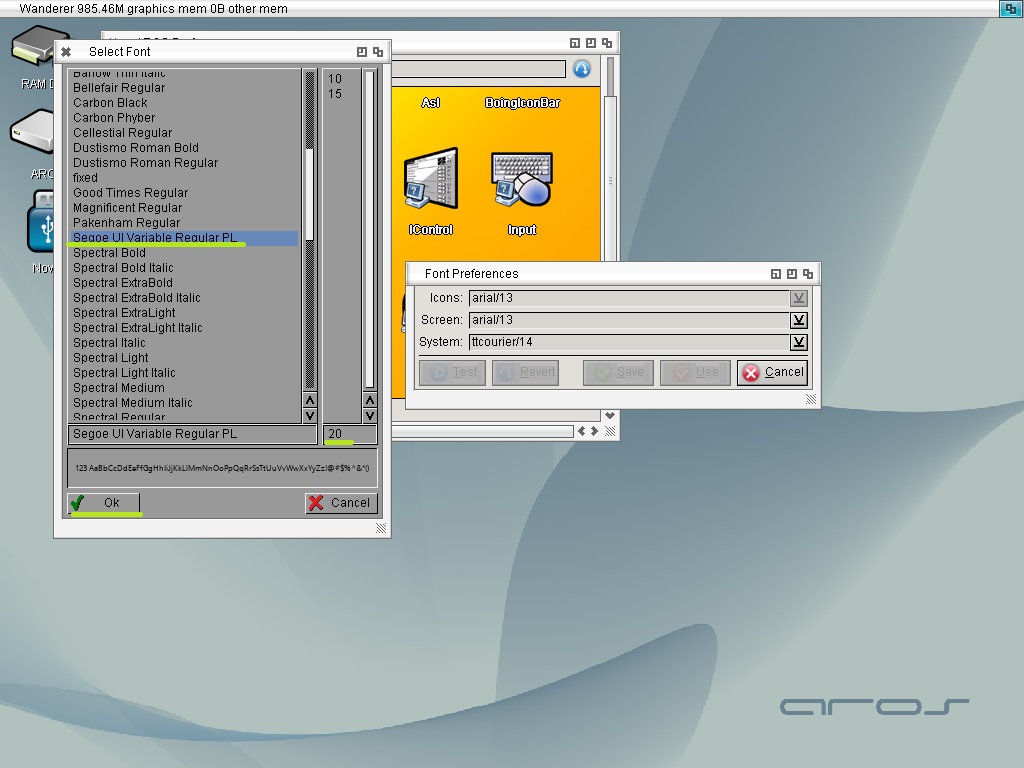 Wanderer 985.46M graphics mem 0B other mem
Select Font
Barlow Thin Italic
Bellefair Regular
Carbon Black
Carbon Phyber
Cellestial Regular
Dustismo Roman Bold
Dustismo Roman Regular
fixed
Good Times Regular
Magnificent Regular
Pakenham Regular
Segoe UI Variable Regular PL
Spectral Bold
Spectral Bold Italic
Spectral ExtraBold
Spectral ExtraBold Italic
Spectral ExtraLight
Spectral ExtraLight Italic
Spectral Italic
Spectral Light
Spectral Light Italic
Spectral Medium
Spectral Medium Italic
Spectral Regular
10
15
Segoe UI Variable Regular PL
20
123 AaBbCcDdEeFfGgHhIiJjKkLlMmNnOoPpQqRrSsTtUuVvWwXxYyZz!@#$%^&*()
Ok
Cancel
RAM
Asl
BoingIconBar
IControl
Input
Font Preferences
Icons: arial/13
Screen: arial/13
System: ttcourier/14
Test
Revert
Save
Use
Cancel
aros